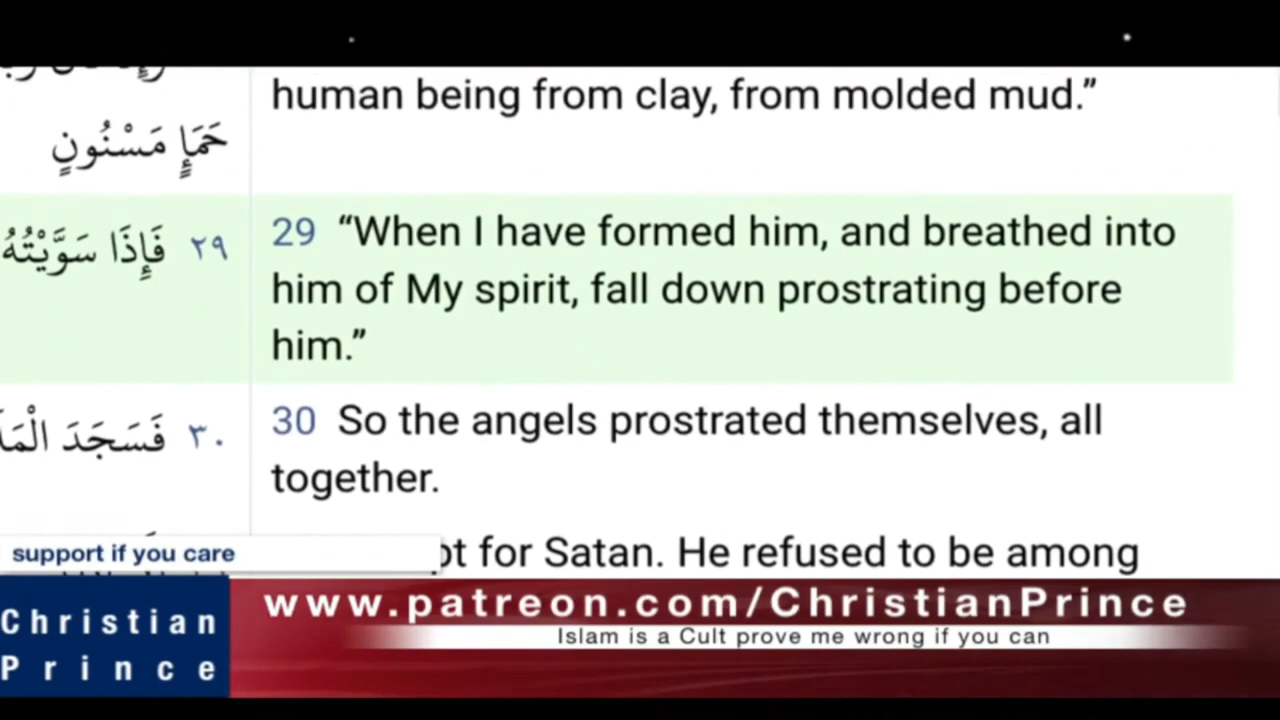 human being from clay, from molded mud.”
حَمَإٍ مَسْنُونٍ
29 “When I have formed him, and breathed into
him of My spirit, fall down prostrating before
him.”
٢٩ فَإِذَا سَوَّيْتُهُ
30 So the angels prostrated themselves, all
together.
٣٠ فَسَجَدَ
for Satan. He refused to be among
support if you care
Christian
Prince
www.patreon.com/ChristianPrince
Islam is a Cult prove me wrong if you can